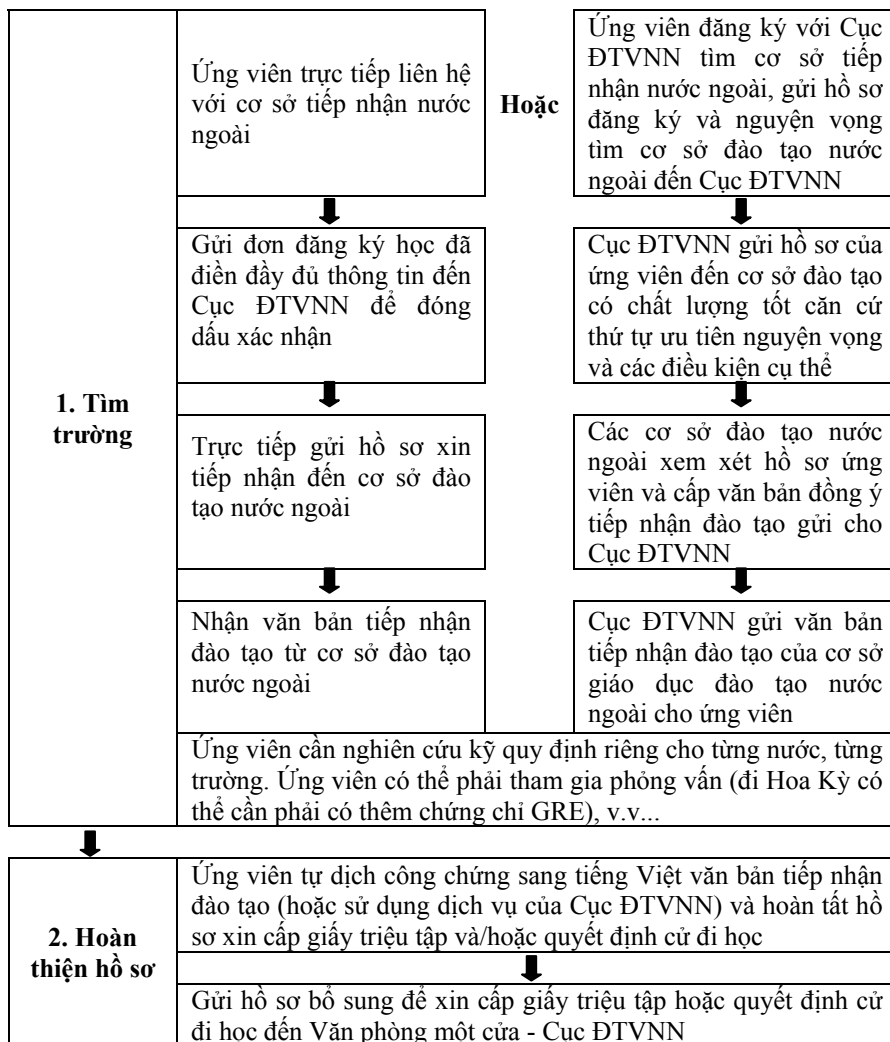 1. Tìm
trường
Ứng viên trực tiếp liên hệ
với cơ sở tiếp nhận nước
ngoài
Hoặc
Ứng viên đăng ký với Cục
ĐTVNN tìm cơ sở tiếp
nhận nước ngoài, gửi hồ sơ
đăng ký và nguyện vọng
tìm cơ sở đào tạo nước
ngoài đến Cục ĐTVNN
Gửi đơn đăng ký học đã
điền đầy đủ thông tin đến
Cục ĐTVNN để đóng
dấu xác nhận
Cục ĐTVNN gửi hồ sơ của
ứng viên đến cơ sở đào tạo
có chất lượng tốt căn cứ
thứ tự ưu tiên nguyện vọng
và các điều kiện cụ thể
Trực tiếp gửi hồ sơ xin
tiếp nhận đến cơ sở đào
tạo nước ngoài
Các cơ sở đào tạo nước
ngoài xem xét hồ sơ ứng
viên và cấp văn bản đồng ý
tiếp nhận đào tạo gửi cho
Cục ĐTVNN
Nhận văn bản tiếp nhận
đào tạo từ cơ sở đào tạo
nước ngoài
Cục ĐTVNN gửi văn bản
tiếp nhận đào tạo của cơ sở
giáo dục đào tạo nước
ngoài cho ứng viên
Ứng viên cần nghiên cứu kỹ quy định riêng cho từng nước, từng
trường. Ứng viên có thể phải tham gia phỏng vấn (đi Hoa Kỳ có
thể cần phải có thêm chứng chỉ GRE), v.v...
2. Hoàn
thiện hồ sơ
Ứng viên tự dịch công chứng sang tiếng Việt văn bản tiếp nhận
đào tạo (hoặc sử dụng dịch vụ của Cục ĐTVNN) và hoàn tất hồ
sơ xin cấp giấy triệu tập và/hoặc quyết định cử đi học
Gửi hồ sơ bổ sung để xin cấp giấy triệu tập hoặc quyết định cử
đi học đến Văn phòng một cửa - Cục ĐTVNN